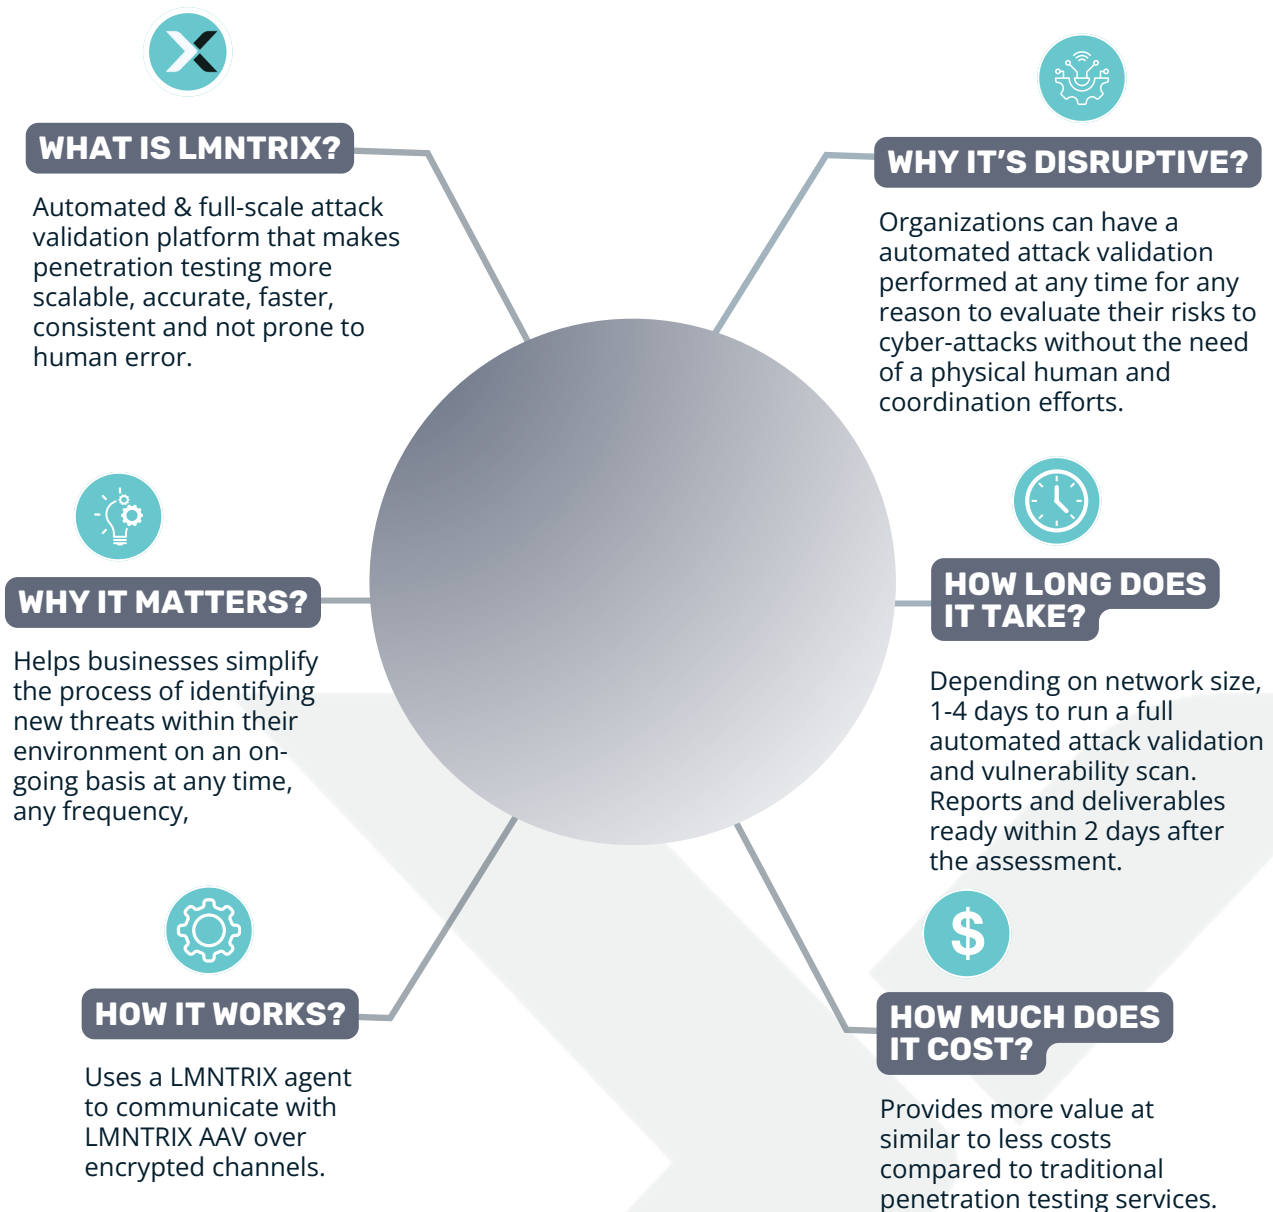 WHAT IS LMNTRIX?
Automated & full-scale attack
validation platform that makes
penetration testing more
scalable, accurate, faster,
consistent and not prone to
human error.
WHY IT'S DISRUPTIVE?
Organizations can have a
automated attack validation
performed at any time for any
reason to evaluate their risks to
cyber-attacks without the need
of a physical human and
coordination efforts.
WHY IT MATTERS?
Helps businesses simplify
the process of identifying
new threats within their
environment on an on-
going basis at any time,
any frequency,
HOW LONG DOES
IT TAKE?
Depending on network size,
1-4 days to run a full
automated attack validation
and vulnerability scan.
Reports and deliverables
ready within 2 days after
the assessment.
HOW IT WORKS?
Uses a LMNTRIX agent
to communicate with
LMNTRIX AAV over
encrypted channels.
$
HOW MUCH DOES
IT COST?
Provides more value at
similar to less costs
compared to traditional
penetration testing services.